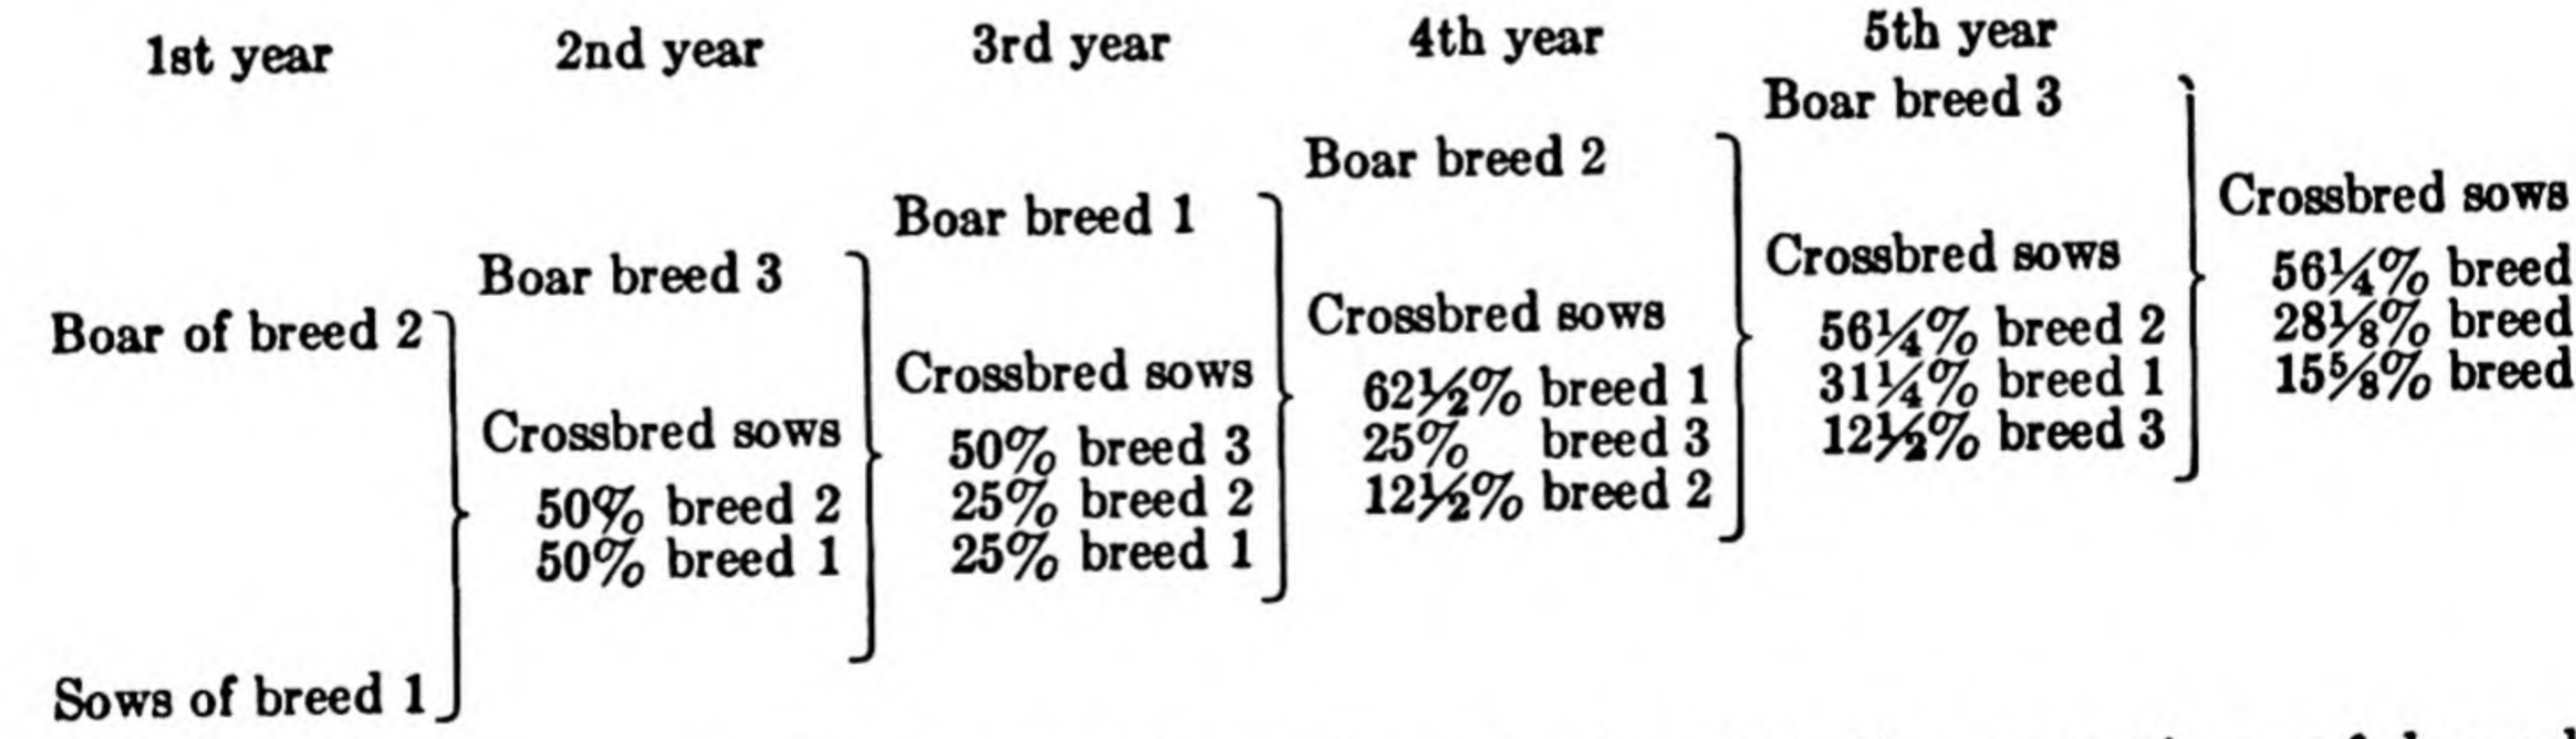 1st year 2nd year 3rd year 4th year 5th year
Boar of breed 2
Sows of breed 1
Boar breed 3
Crossbred sows
50% breed 2
50% breed 1
Boar breed 1
Crossbred sows
50% breed 3
25% breed 2
25% breed 1
Boar breed 2
Crossbred sows
62½% breed 1
25% breed 3
12½% breed 2
Boar breed 3
Crossbred sows
56¼% breed 2
31¼% breed 1
12½% breed 3
Crossbred sows
56¼% breed
28⅛% breed
15⅝% breed